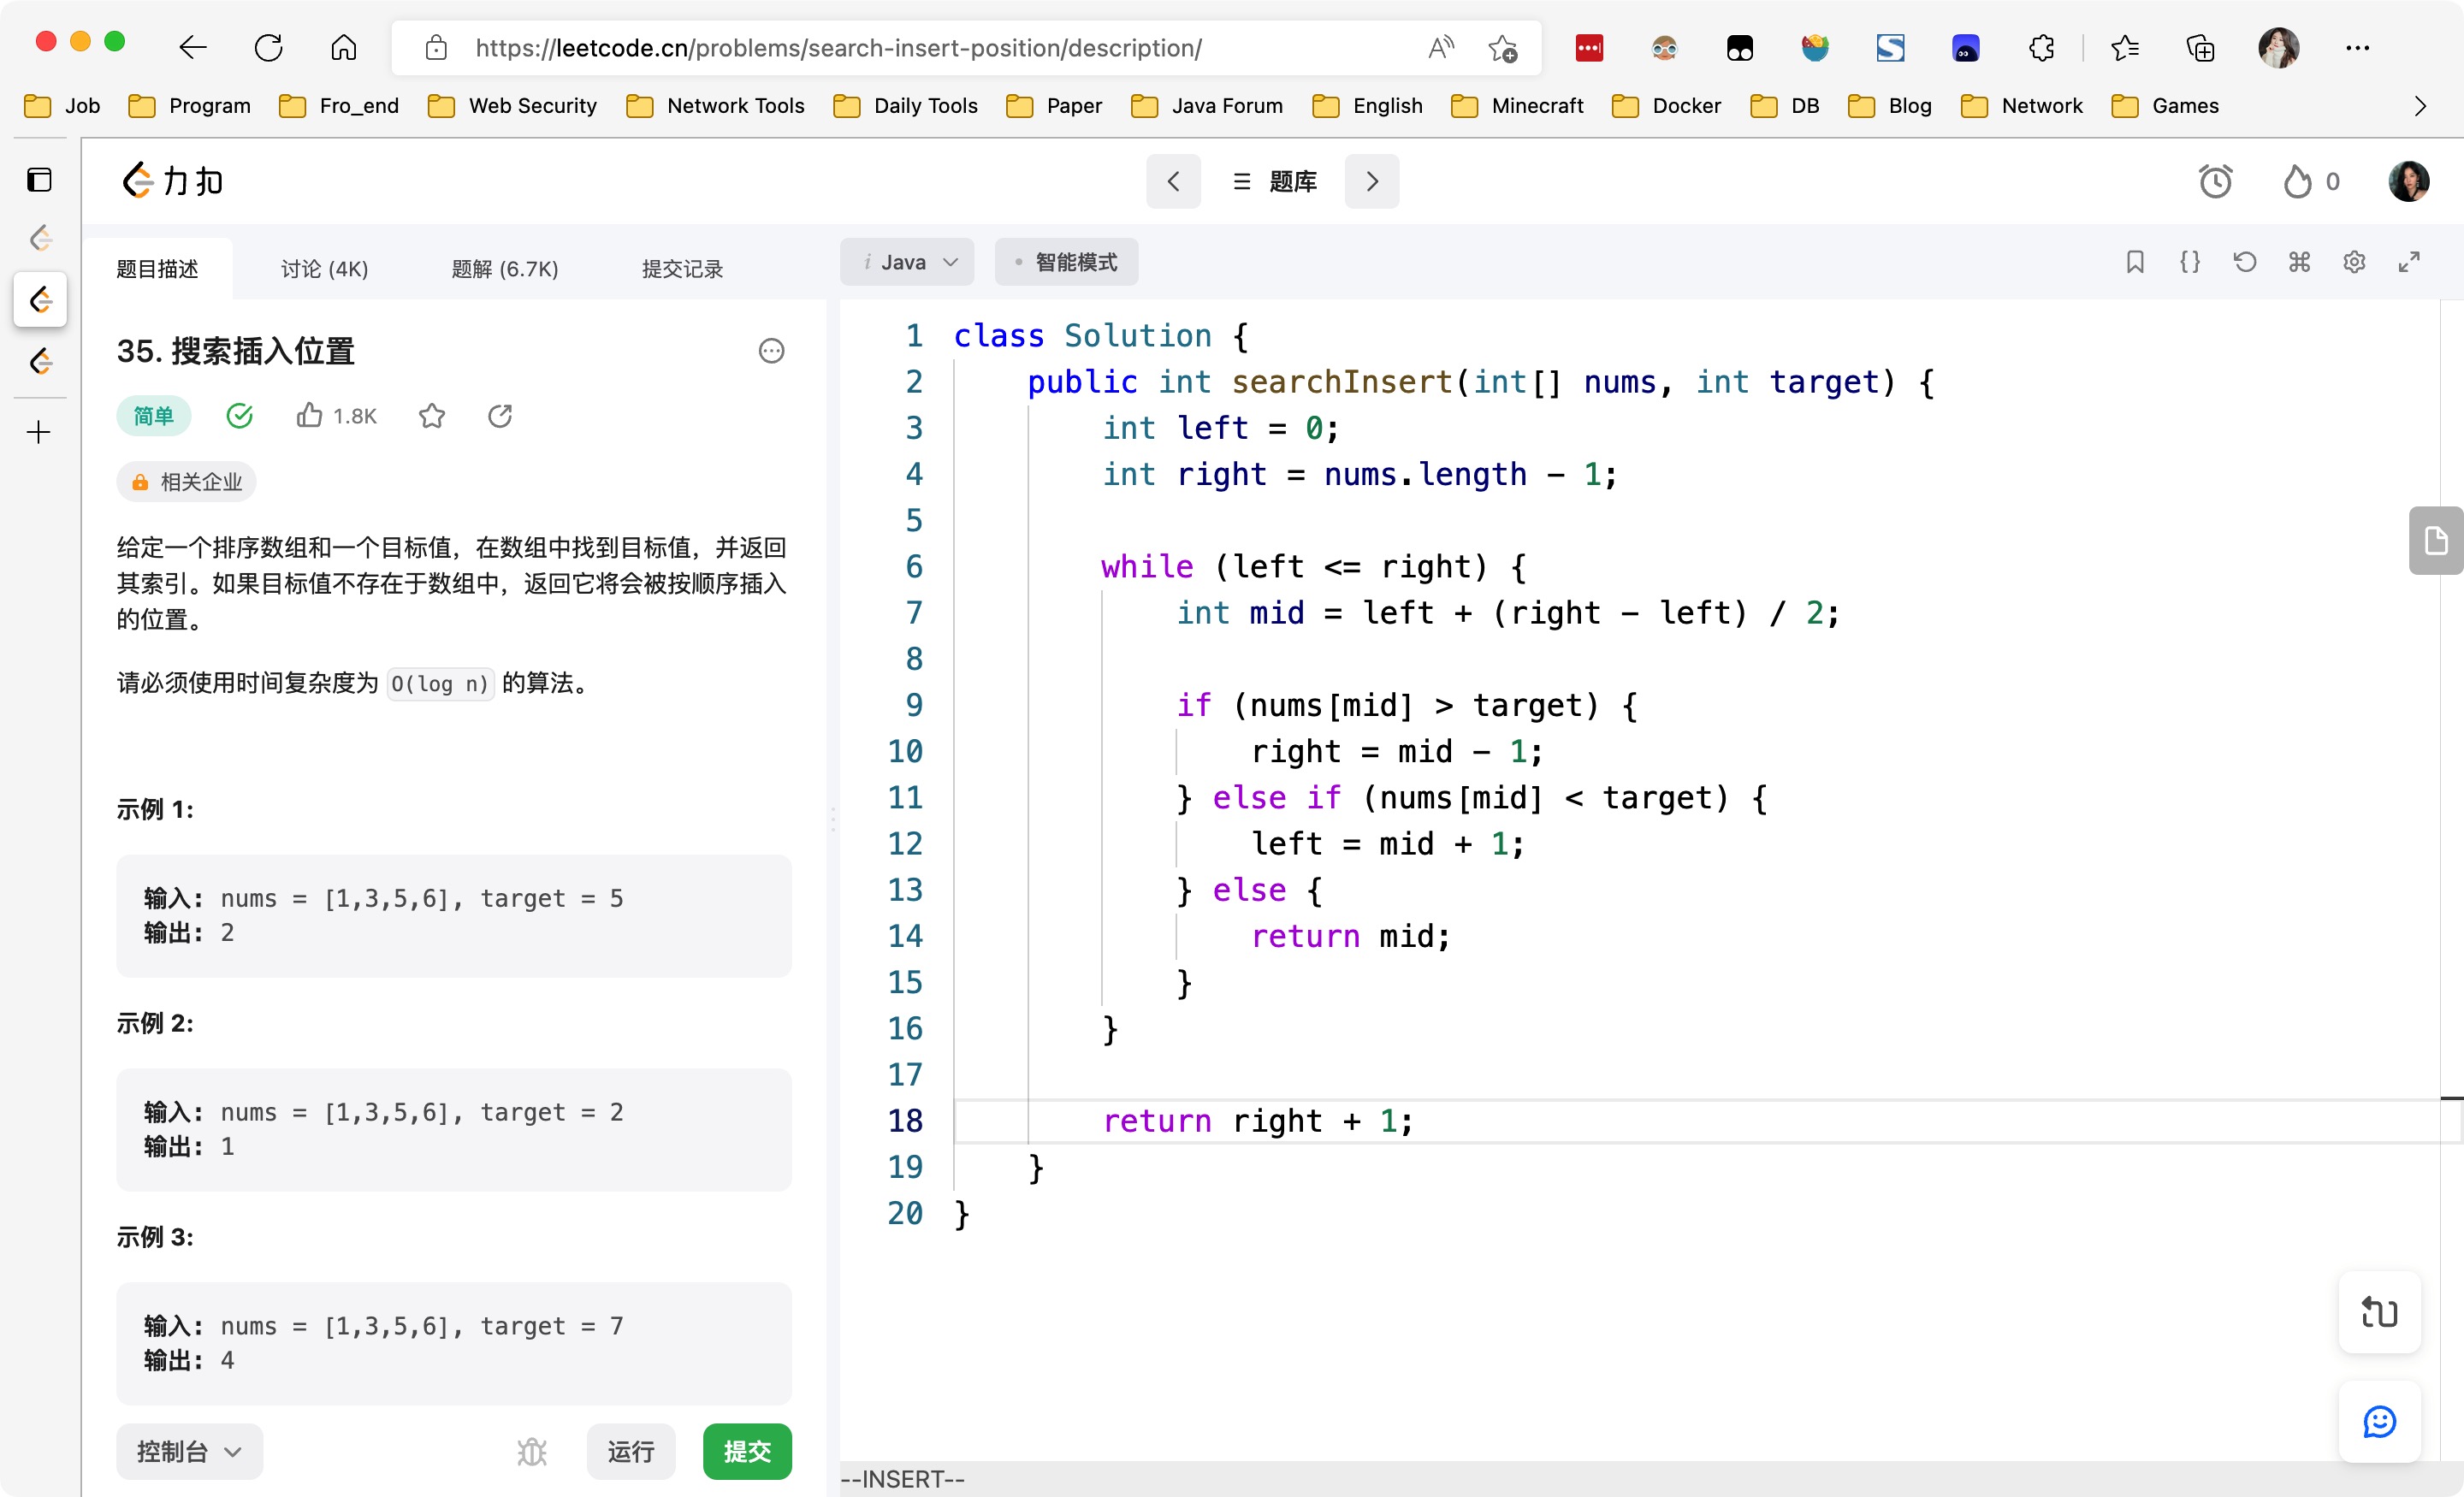 https://leetcode.cn/problems/search-insert-position/description/
Job Program Fro_end Web Security Network Tools Daily Tools Paper Java Forum English Minecraft Docker DB Blog Network Games
力扣
题库
0
题目描述 讨论 (4K) 题解 (6.7K) 提交记录
35. 搜索插入位置
简单 1.8K
相关企业
给定一个排序数组和一个目标值，在数组中找到目标值，并返回
其索引。如果目标值不存在于数组中，返回它将会被按顺序插入
的位置。
请必须使用时间复杂度为 O(log n) 的算法。
示例 1:
输入: nums = [1,3,5,6], target = 5
输出: 2
示例 2:
输入: nums = [1,3,5,6], target = 2
输出: 1
示例 3:
输入: nums = [1,3,5,6], target = 7
输出: 4
控制台 运行 提交
i Java 智能模式
1 class Solution {
2     public int searchInsert(int[] nums, int target) {
3         int left = 0;
4         int right = nums.length - 1;
5
6         while (left <= right) {
7             int mid = left + (right - left) / 2;
8
9             if (nums[mid] > target) {
10                 right = mid - 1;
11             } else if (nums[mid] < target) {
12                 left = mid + 1;
13             } else {
14                 return mid;
15             }
16         }
17
18         return right + 1;
19     }
20 }
--INSERT--